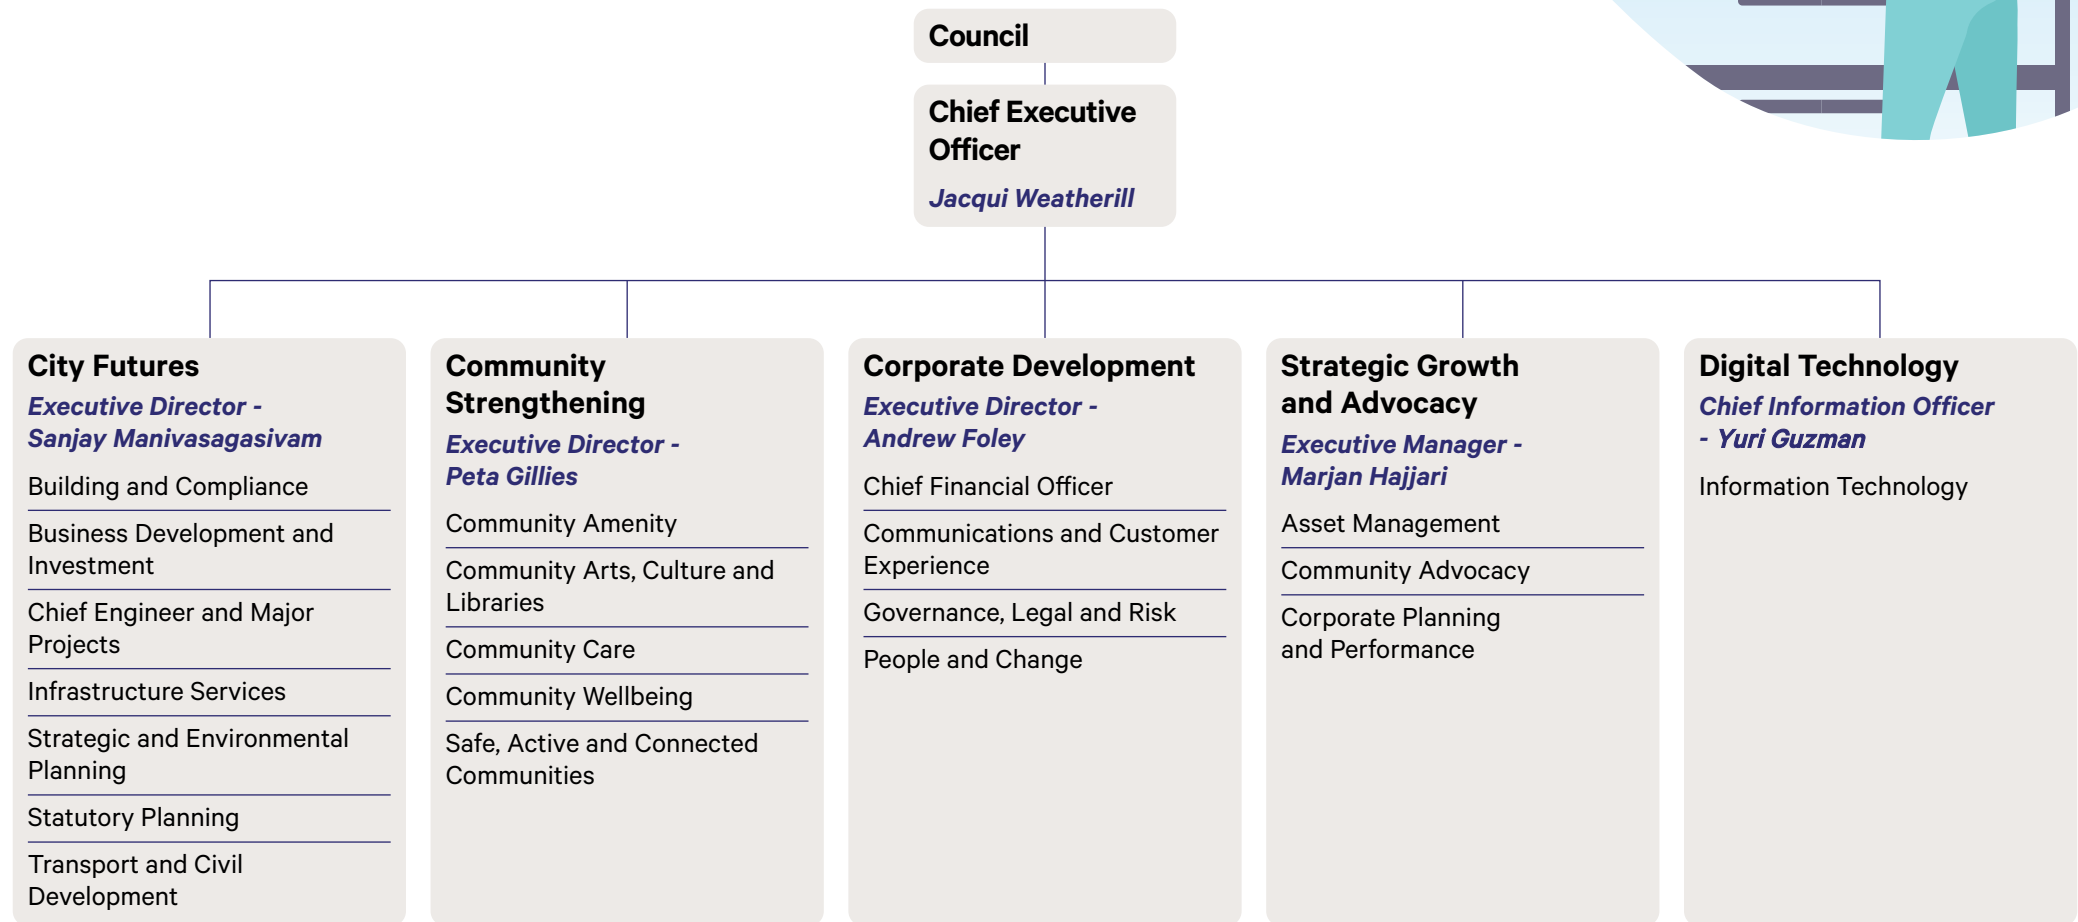 Council
Chief Executive
Officer
Jacqui Weatherill
City Futures
Executive Director -
Sanjay Manivasagasivam
Building and Compliance
Business Development and
Investment
Chief Engineer and Major
Projects
Infrastructure Services
Strategic and Environmental
Planning
Statutory Planning
Transport and Civil
Development
Community
Strengthening
Executive Director -
Peta Gillies
Community Amenity
Community Arts, Culture and
Libraries
Community Care
Community Wellbeing
Safe, Active and Connected
Communities
Corporate Development
Executive Director -
Andrew Foley
Chief Financial Officer
Communications and Customer
Experience
Governance, Legal and Risk
People and Change
Strategic Growth
and Advocacy
Executive Manager -
Marjan Hajjari
Asset Management
Community Advocacy
Corporate Planning
and Performance
Digital Technology
Chief Information Officer
- Yuri Guzman
Information Technology